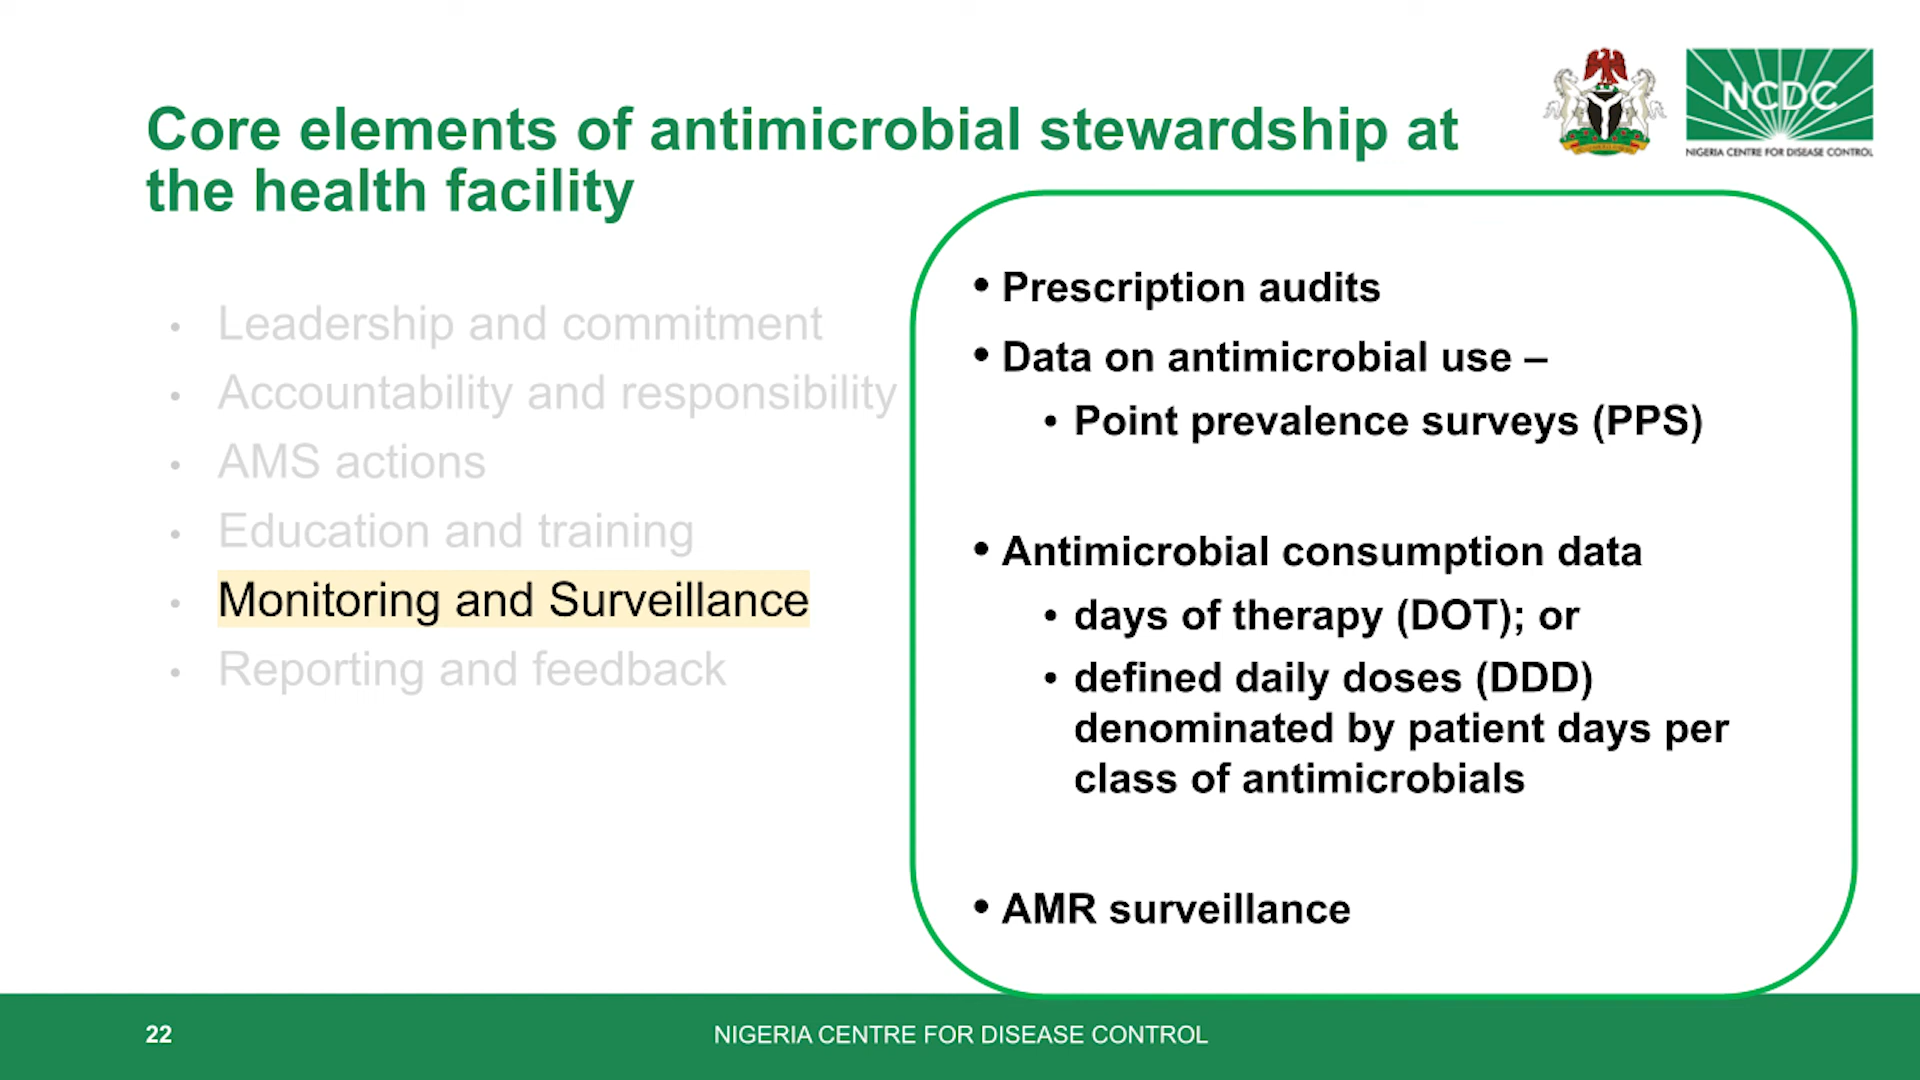 NCDC
NIGERIA CENTRE FOR DISEASE CONTROL
Core elements of antimicrobial stewardship at
the health facility
• Leadership and commitment
• Accountability and responsibility
• AMS actions
• Education and training
• Monitoring and Surveillance
• Reporting and feedback
• Prescription audits
• Data on antimicrobial use –
• Point prevalence surveys (PPS)
• Antimicrobial consumption data
• days of therapy (DOT); or
• defined daily doses (DDD)
denominated by patient days per
class of antimicrobials
• AMR surveillance
22
NIGERIA CENTRE FOR DISEASE CONTROL